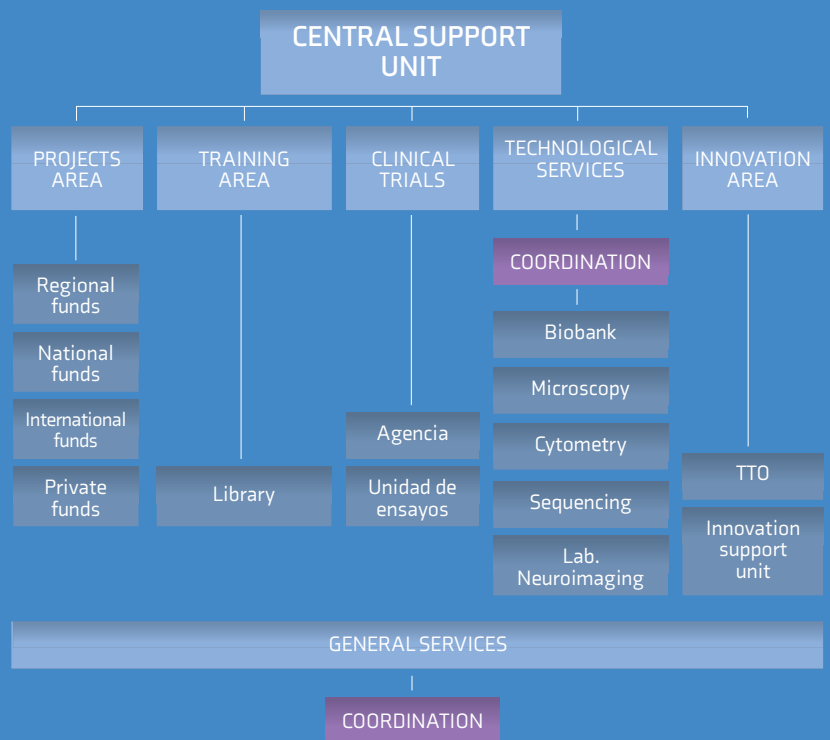 CENTRAL SUPPORT
UNIT
PROJECTS
AREA
TRAINING
AREA
CLINICAL
TRIALS
TECHNOLOGICAL
SERVICES
INNOVATION
AREA
Regional
funds
National
funds
International
funds
Private
funds
Library
Agencia
Unidad de
ensayos
COORDINATION
Biobank
Microscopy
Cytometry
Sequencing
Lab.
Neuroimaging
TTO
Innovation
support
unit
GENERAL SERVICES
COORDINATION